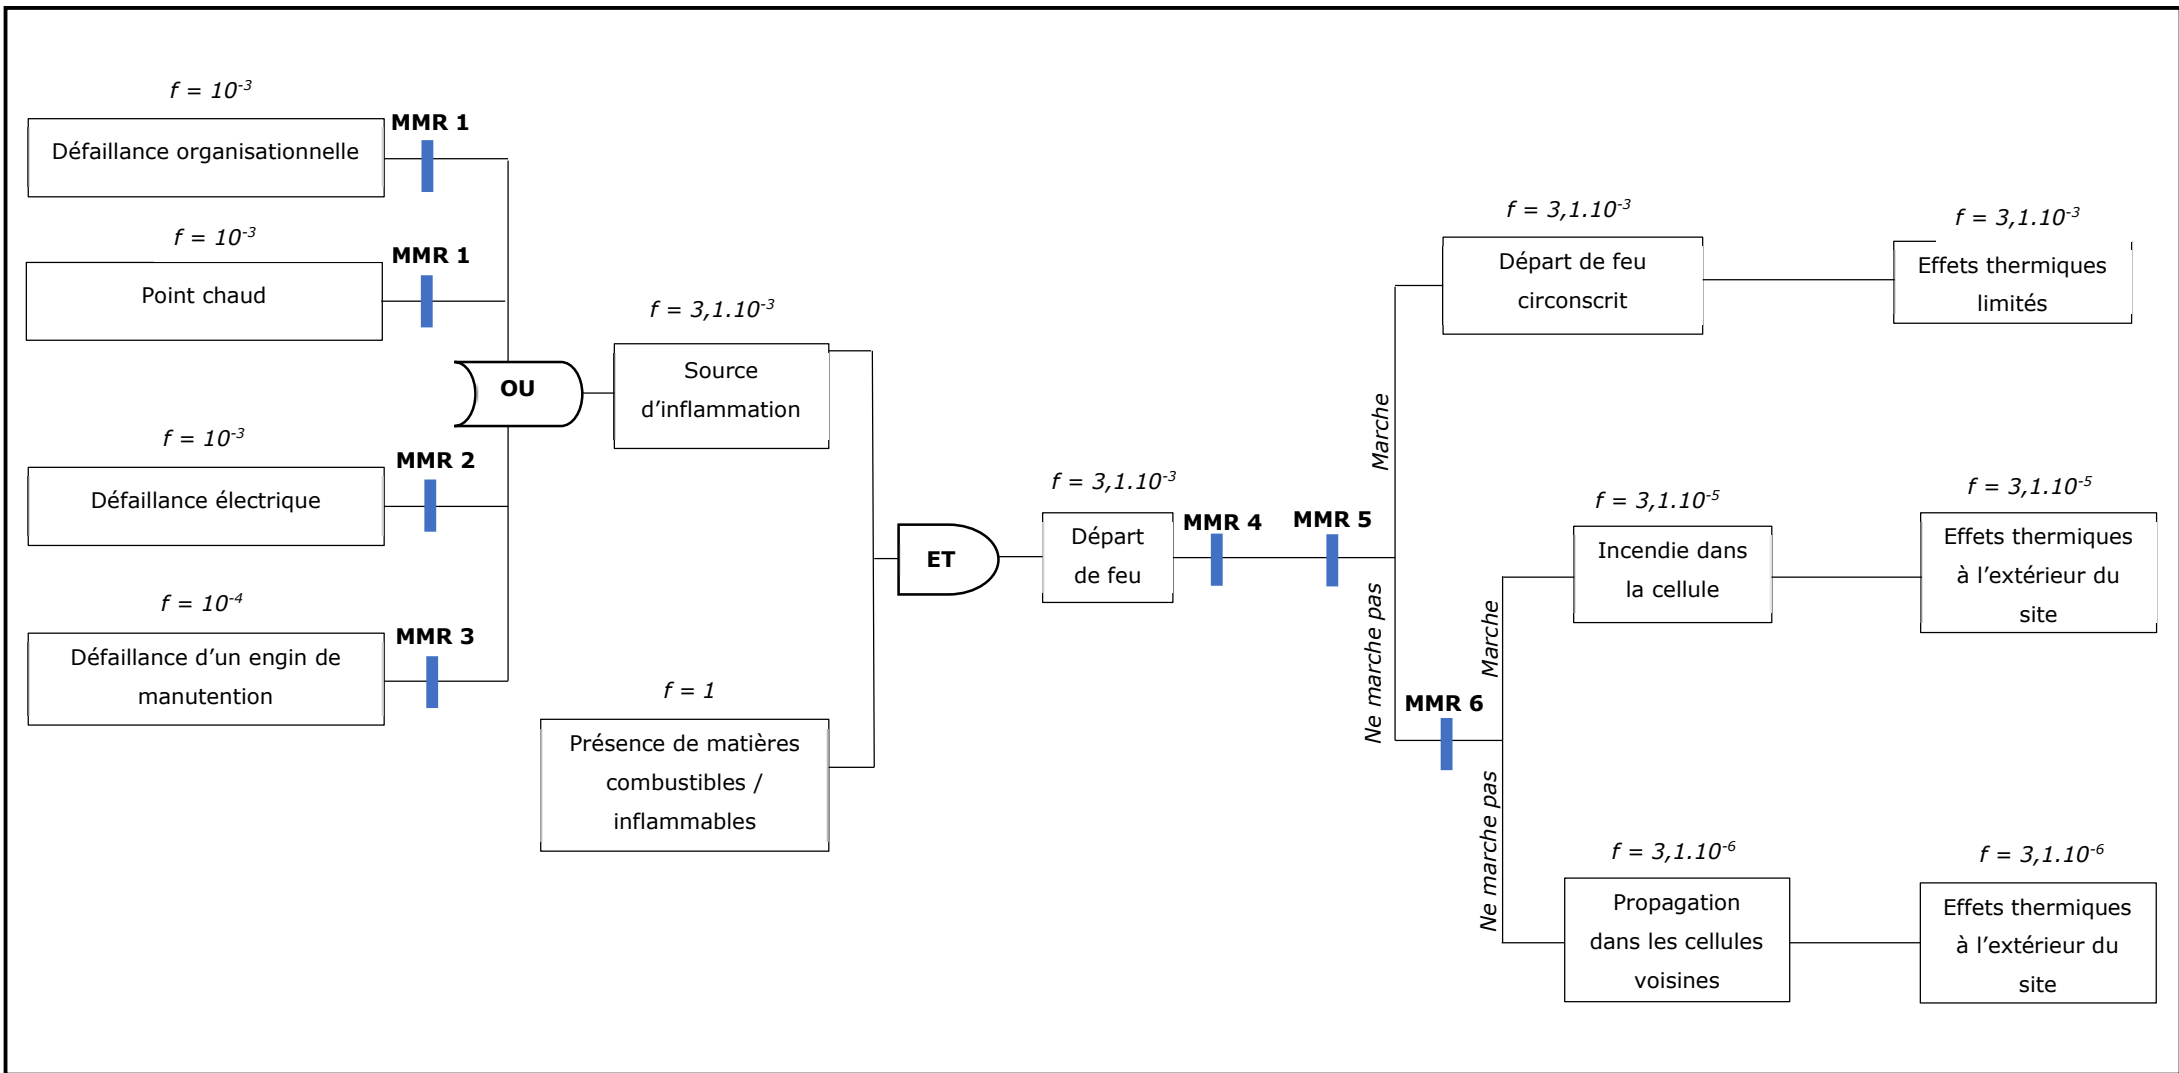 f = 10⁻³
MMR 1
Défaillance organisationnelle
f = 10⁻³
MMR 1
Point chaud
f = 10⁻³
MMR 2
Défaillance électrique
f = 10⁻⁴
MMR 3
Défaillance d’un engin de
manutention
OU
f = 3,1.10⁻³
Source
d’inflammation
f = 1
Présence de matières
combustibles /
inflammables
ET
f = 3,1.10⁻³
Départ
de feu
MMR 4
MMR 5
Marche
Ne marche pas
f = 3,1.10⁻³
Départ de feu
circonscrit
f = 3,1.10⁻³
Effets thermiques
limités
MMR 6
Marche
Ne marche pas
f = 3,1.10⁻⁵
Incendie dans
la cellule
f = 3,1.10⁻⁵
Effets thermiques
à l’extérieur du
site
f = 3,1.10⁻⁶
Propagation
dans les cellules
voisines
f = 3,1.10⁻⁶
Effets thermiques
à l’extérieur du
site